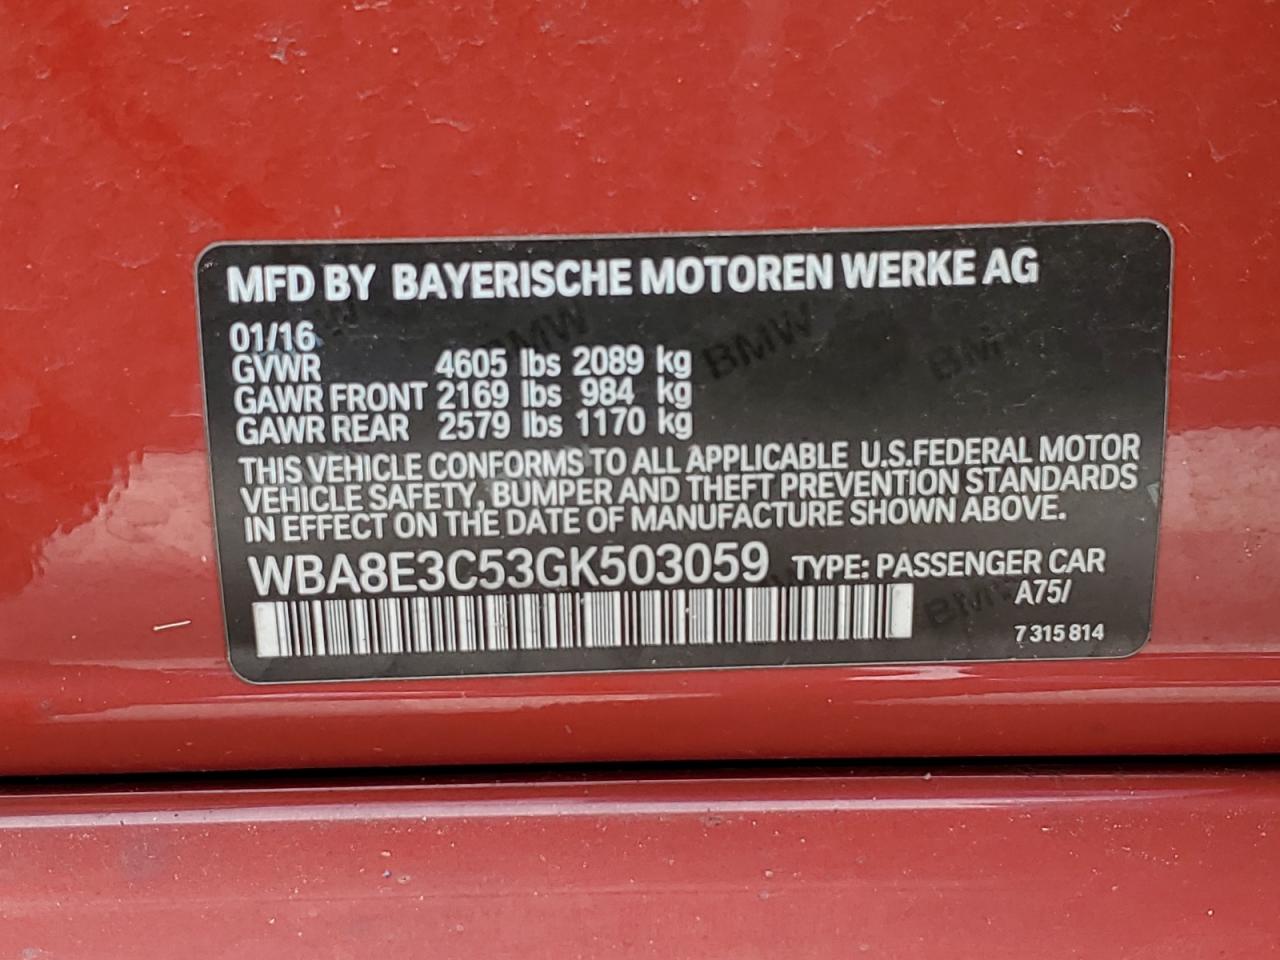 MFD BY BAYERISCHE MOTOREN WERKE AG
01/16
GVWR 4605 lbs 2089 kg
GAWR FRONT 2169 lbs 984 kg
GAWR REAR 2579 lbs 1170 kg
THIS VEHICLE CONFORMS TO ALL APPLICABLE U.S.FEDERAL MOTOR
VEHICLE SAFETY, BUMPER AND THEFT PREVENTION STANDARDS
IN EFFECT ON THE DATE OF MANUFACTURE SHOWN ABOVE.
WBA8E3C53GK503059 TYPE: PASSENGER CAR
A75/
7 315 814
BMW
BMW